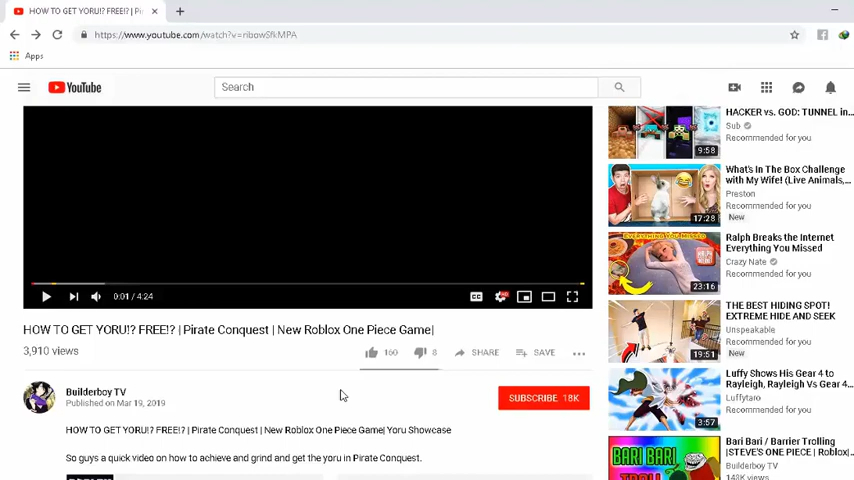 HOW TO GET YORU!? FREE!? | Pi
https://www.youtube.com/watch?v=ribowSfkMPA
Apps
YouTube
Search
HACKER vs. GOD: TUNNEL in...
Sub
Recommended for you
9:58
What's In The Box Challenge
with My Wife! (Live Animals,...
Preston
Recommended for you
New
17:28
EVERYTHING YOU MISSED
Ralph Breaks the Internet
Everything You Missed
Crazy Nate
Recommended for you
23:16
0:01 / 4:24
THE BEST HIDING SPOT!
EXTREME HIDE AND SEEK
Unspeakable
Recommended for you
New
19:51
HOW TO GET YORU!? FREE!? | Pirate Conquest | New Roblox One Piece Game|
3,910 views
160
8
SHARE
SAVE
Luffy Shows His Gear 4 to
Rayleigh, Rayleigh Vs Gear 4...
Luffytaro
Recommended for you
3:57
Builderboy TV
Published on Mar 19, 2019
SUBSCRIBE 18K
HOW TO GET YORU!? FREE!? | Pirate Conquest | New Roblox One Piece Game| Yoru Showcase
So guys a quick video on how to achieve and grind and get the yoru in Pirate Conquest.
BARI BARI
Bari Bari / Barrier Trolling
|STEVE'S ONE PIECE | Roblox|...
Builderboy TV